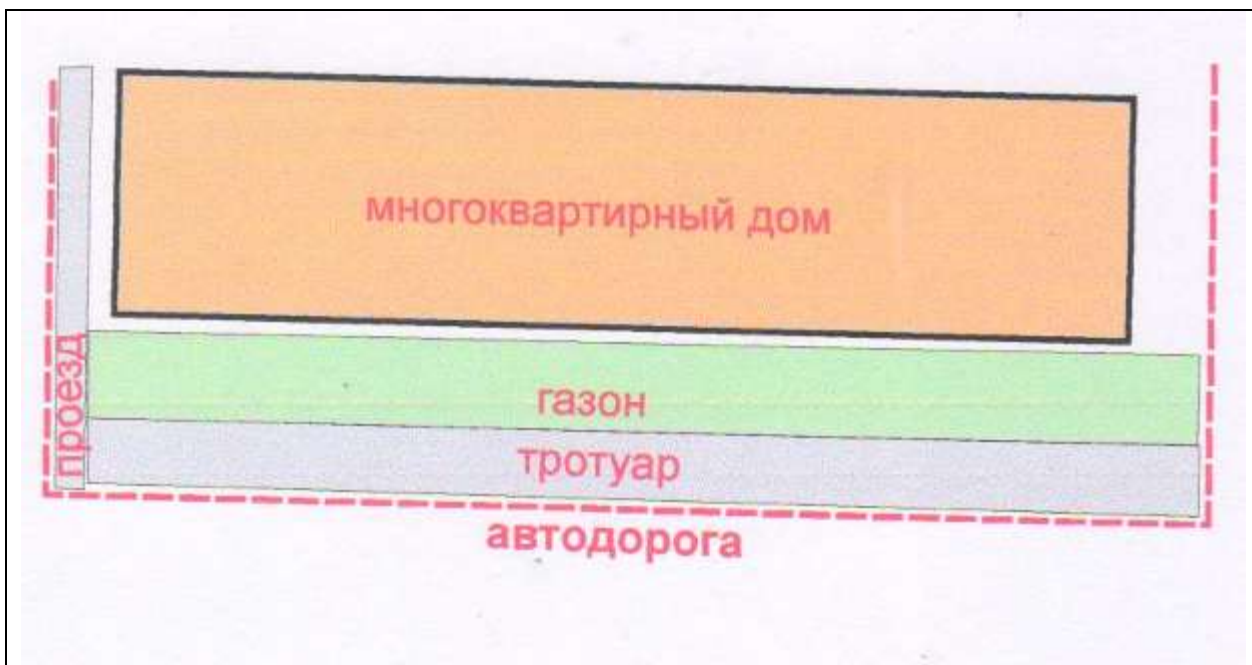 многоквартирный дом
проезд
газон
тротуар
автодорога